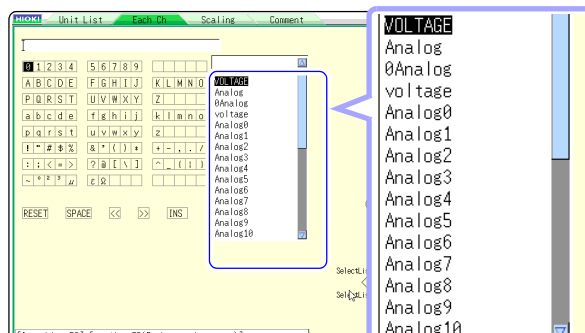 HIOKI Unit List Each Ch Scaling Comment
0 1 2 3 4 5 6 7 8 9
A B C D E F G H I J K L M N O
P Q R S T U V W X Y Z
a b c d e f g h i j k l m n o
p q r s t u v w x y z
! " # $ % & ' ( ) * + - , . /
: ; < = > ? @ [ \ ] ^ _ { | }
~ ° ² ³ μ ε Ω
RESET SPACE << >> INS
VOLTAGE
Analog
0Analog
voltage
Analog0
Analog1
Analog2
Analog3
Analog4
Analog5
Analog6
Analog7
Analog8
Analog9
Analog10
SelectLi
SelectLi
VOLTAGE
Analog
0Analog
voltage
Analog0
Analog1
Analog2
Analog3
Analog4
Analog5
Analog6
Analog7
Analog8
Analog9
Analog10